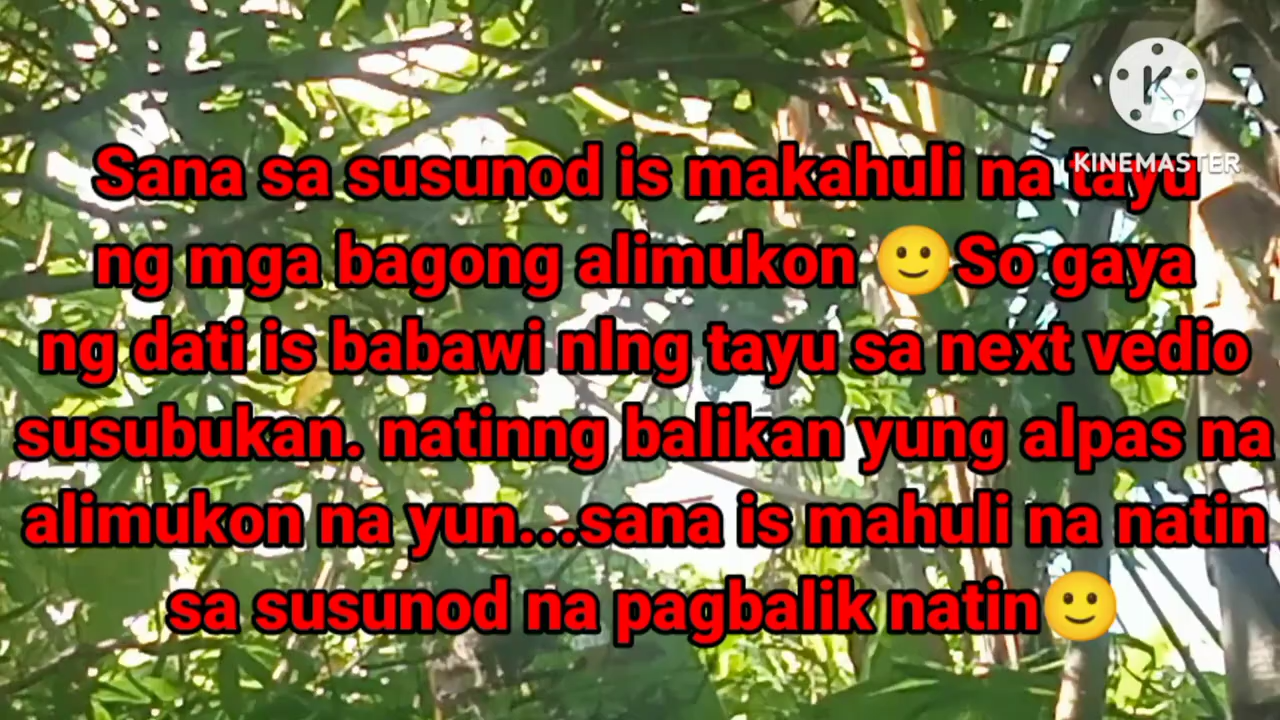 Sana sa susunod is makahuli na tayu
KINEMASTER
ng mga bagong alimukon 🙂So gaya
ng dati is babawi nlng tayu sa next vedio
susubukan. natinng balikan yung alpas na
alimukon na yun...sana is mahuli na natin
sa susunod na pagbalik natin🙂